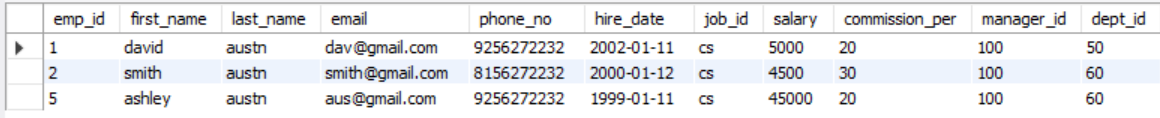 emp_id first_name last_name email phone_no hire_date job_id salary commission_per manager_id dept_id
1 david austn dav@gmail.com 9256272232 2002-01-11 cs 5000 20 100 50
2 smith austn smith@gmail.com 8156272232 2000-01-12 cs 4500 30 100 60
5 ashley austn aus@gmail.com 9256272232 1999-01-11 cs 45000 20 100 60